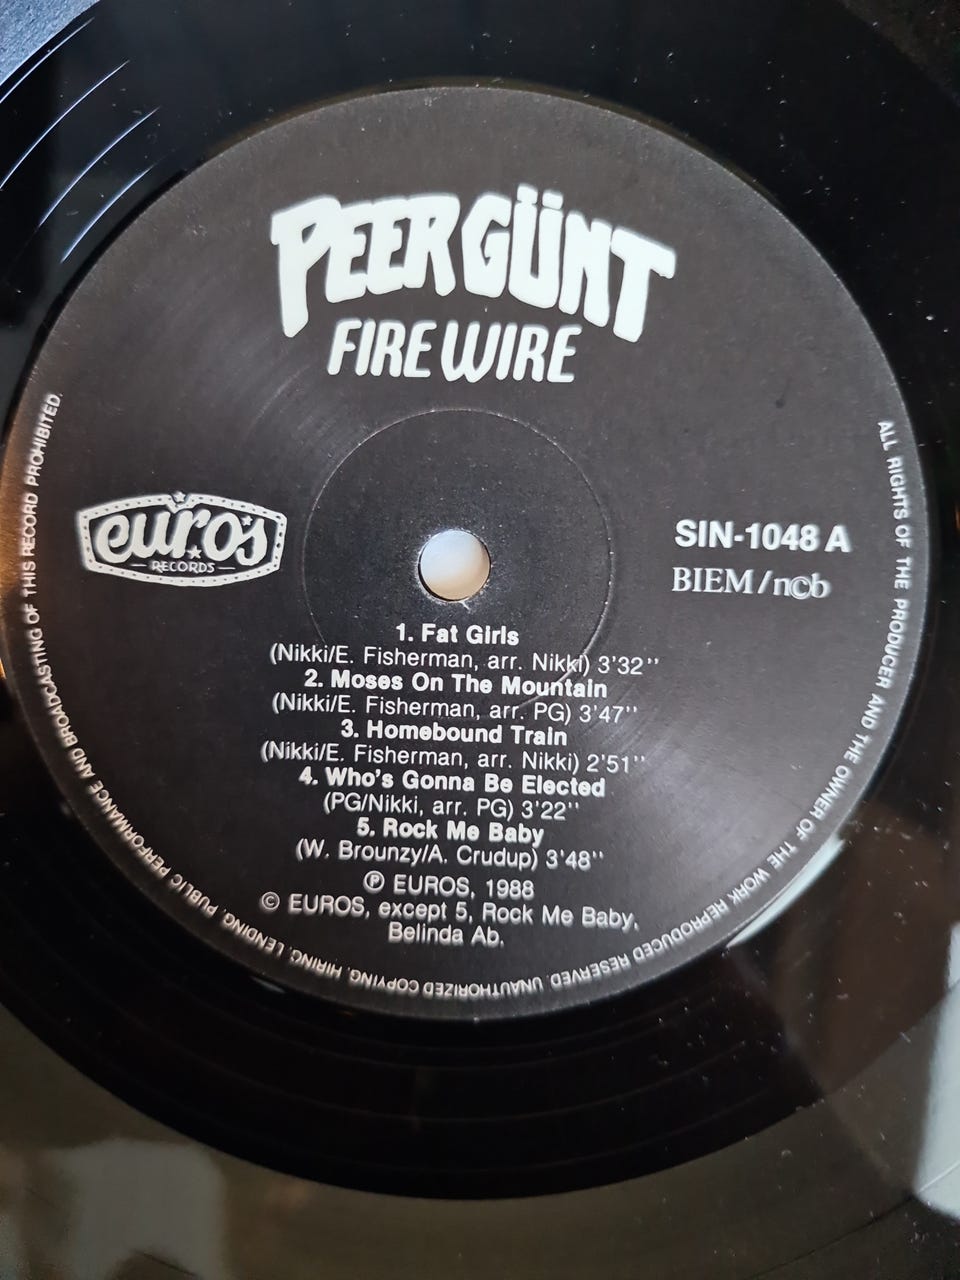 PEER GÜNT
FIRE WIRE
euros
RECORDS
SIN-1048 A
BIEM/n©b
1. Fat Girls
(Nikki/E. Fisherman, arr. Nikki) 3'32''
2. Moses On The Mountain
(Nikki/E. Fisherman, arr. PG) 3'47''
3. Homebound Train
(Nikki/E. Fisherman, arr. Nikki) 2'51''
4. Who's Gonna Be Elected
(PG/Nikki, arr. PG) 3'22''
5. Rock Me Baby
(W. Brounzy/A. Crudup) 3'48''
℗ EUROS, 1988
© EUROS, except 5, Rock Me Baby,
Belinda Ab.
ALL RIGHTS OF THE PRODUCER AND THE OWNER OF THE WORK REPRODUCED RESERVED. UNAUTHORIZED COPYING, HIRING, LENDING, PUBLIC PERFORMANCE AND BROADCASTING OF THIS RECORD PROHIBITED.